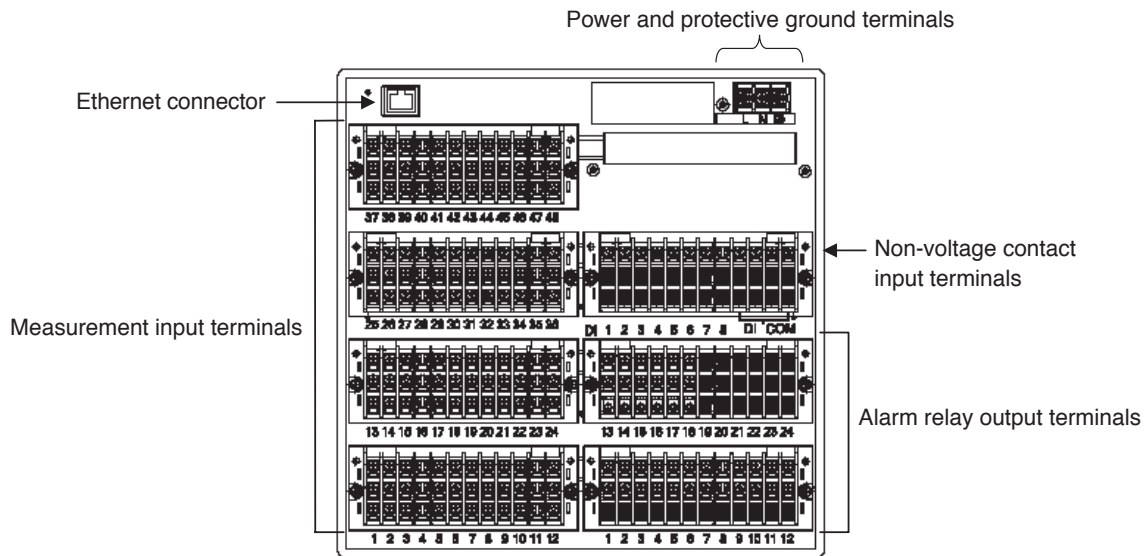 Power and protective ground terminals
Ethernet connector
L N
37 38 39 40 41 42 43 44 45 46 47 48
Non-voltage contact
input terminals
25 26 27 28 29 30 31 32 33 34 35 36
DI 1 2 3 4 5 6 7 8 DI COM
Measurement input terminals
13 14 15 16 17 18 19 20 21 22 23 24
13 14 15 16 17 18 19 20 21 22 23 24
Alarm relay output terminals
1 2 3 4 5 6 7 8 9 10 11 12
1 2 3 4 5 6 7 8 9 10 11 12